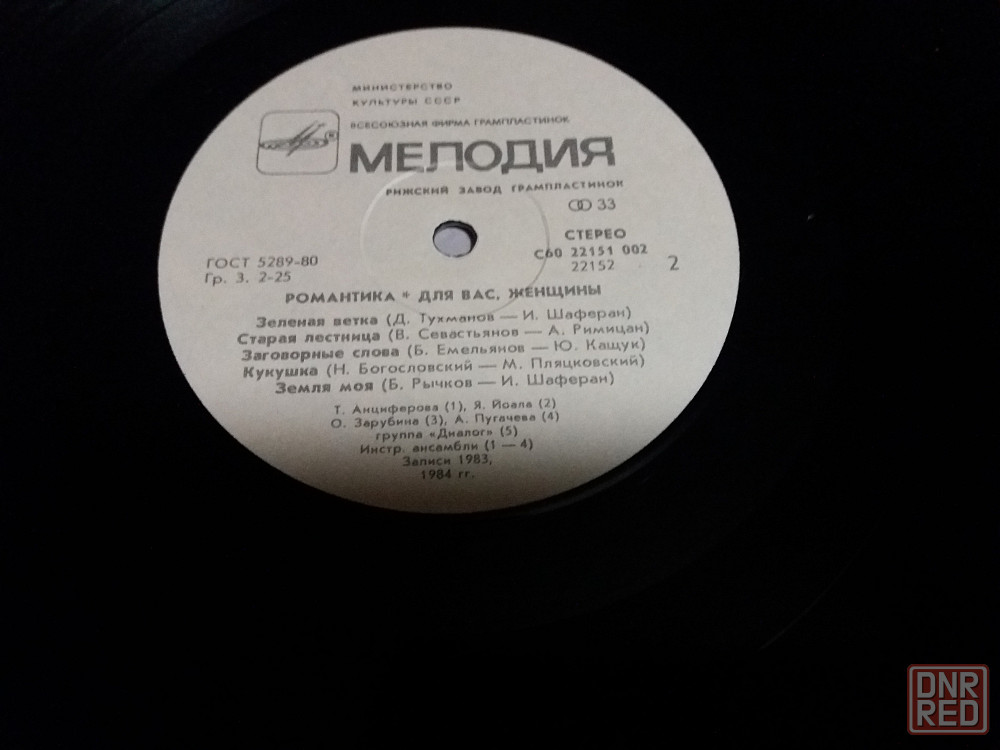 МИНИСТЕРСТВО
КУЛЬТУРЫ СССР
ВСЕСОЮЗНАЯ ФИРМА ГРАМПЛАСТИНОК
МЕЛОДИЯ
РИЖСКИЙ ЗАВОД ГРАМПЛАСТИНОК
33
СТЕРЕО
С60 22151 002
22152
2
ГОСТ 5289-80
Гр. 3. 2-25
РОМАНТИКА * ДЛЯ ВАС, ЖЕНЩИНЫ
Зеленая ветка (Д. Тухманов — И. Шаферан)
Старая лестница (В. Севастьянов — А. Римицан)
Заговорные слова (Б. Емельянов — Ю. Кащук)
Кукушка (Н. Богословский — М. Пляцковский)
Земля моя (Б. Рычков — И. Шаферан)
Т. Анциферова (1), Я. Йоала (2)
О. Зарубина (3), А. Пугачева (4)
группа «Диалог» (5)
Инстр. ансамбли (1 — 4)
Записи 1983,
1984 гг.
DNR
RED